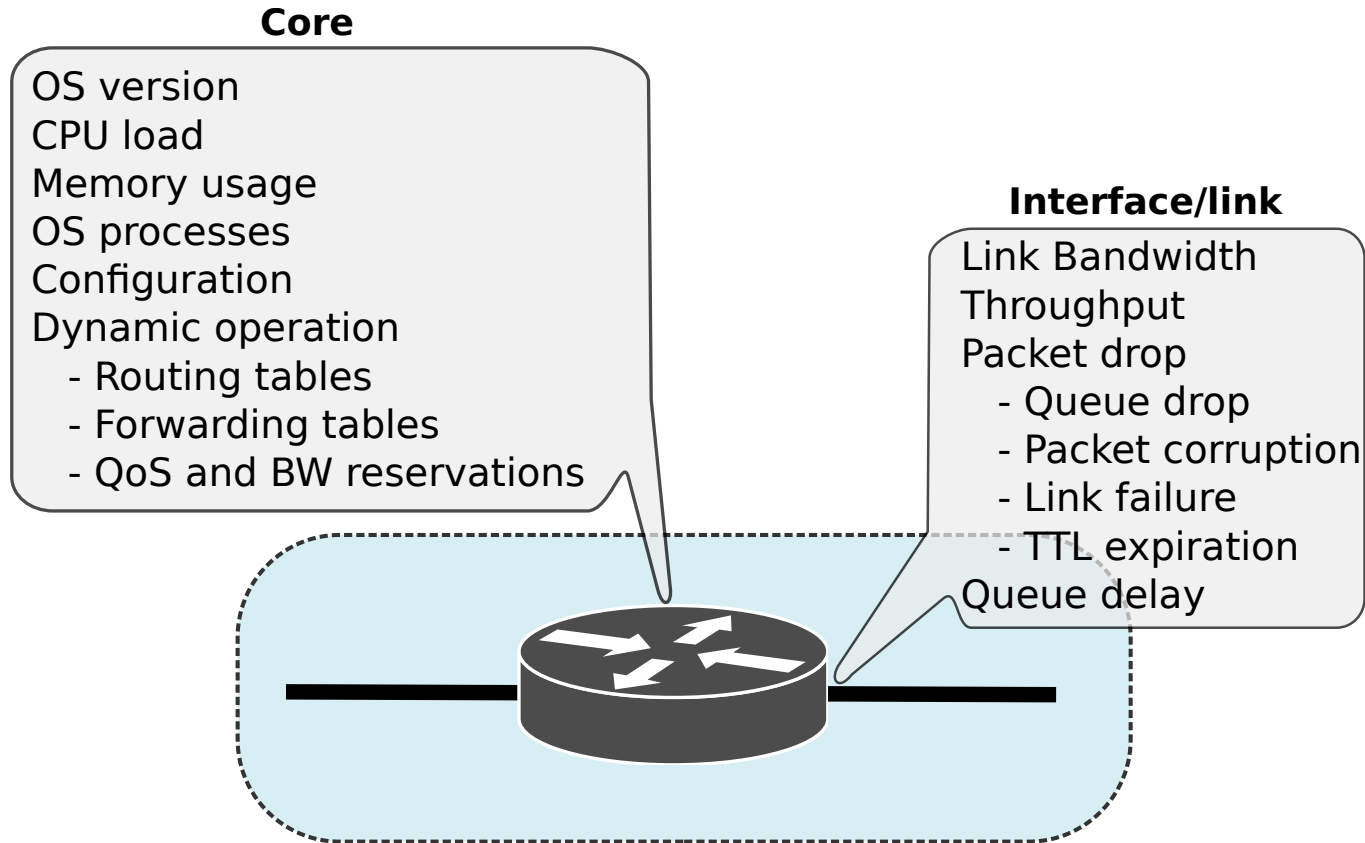 Core
OS version
CPU load
Memory usage
OS processes
Configuration
Dynamic operation
- Routing tables
- Forwarding tables
- QoS and BW reservations
Interface/link
Link Bandwidth
Throughput
Packet drop
- Queue drop
- Packet corruption
- Link failure
- TTL expiration
Queue delay